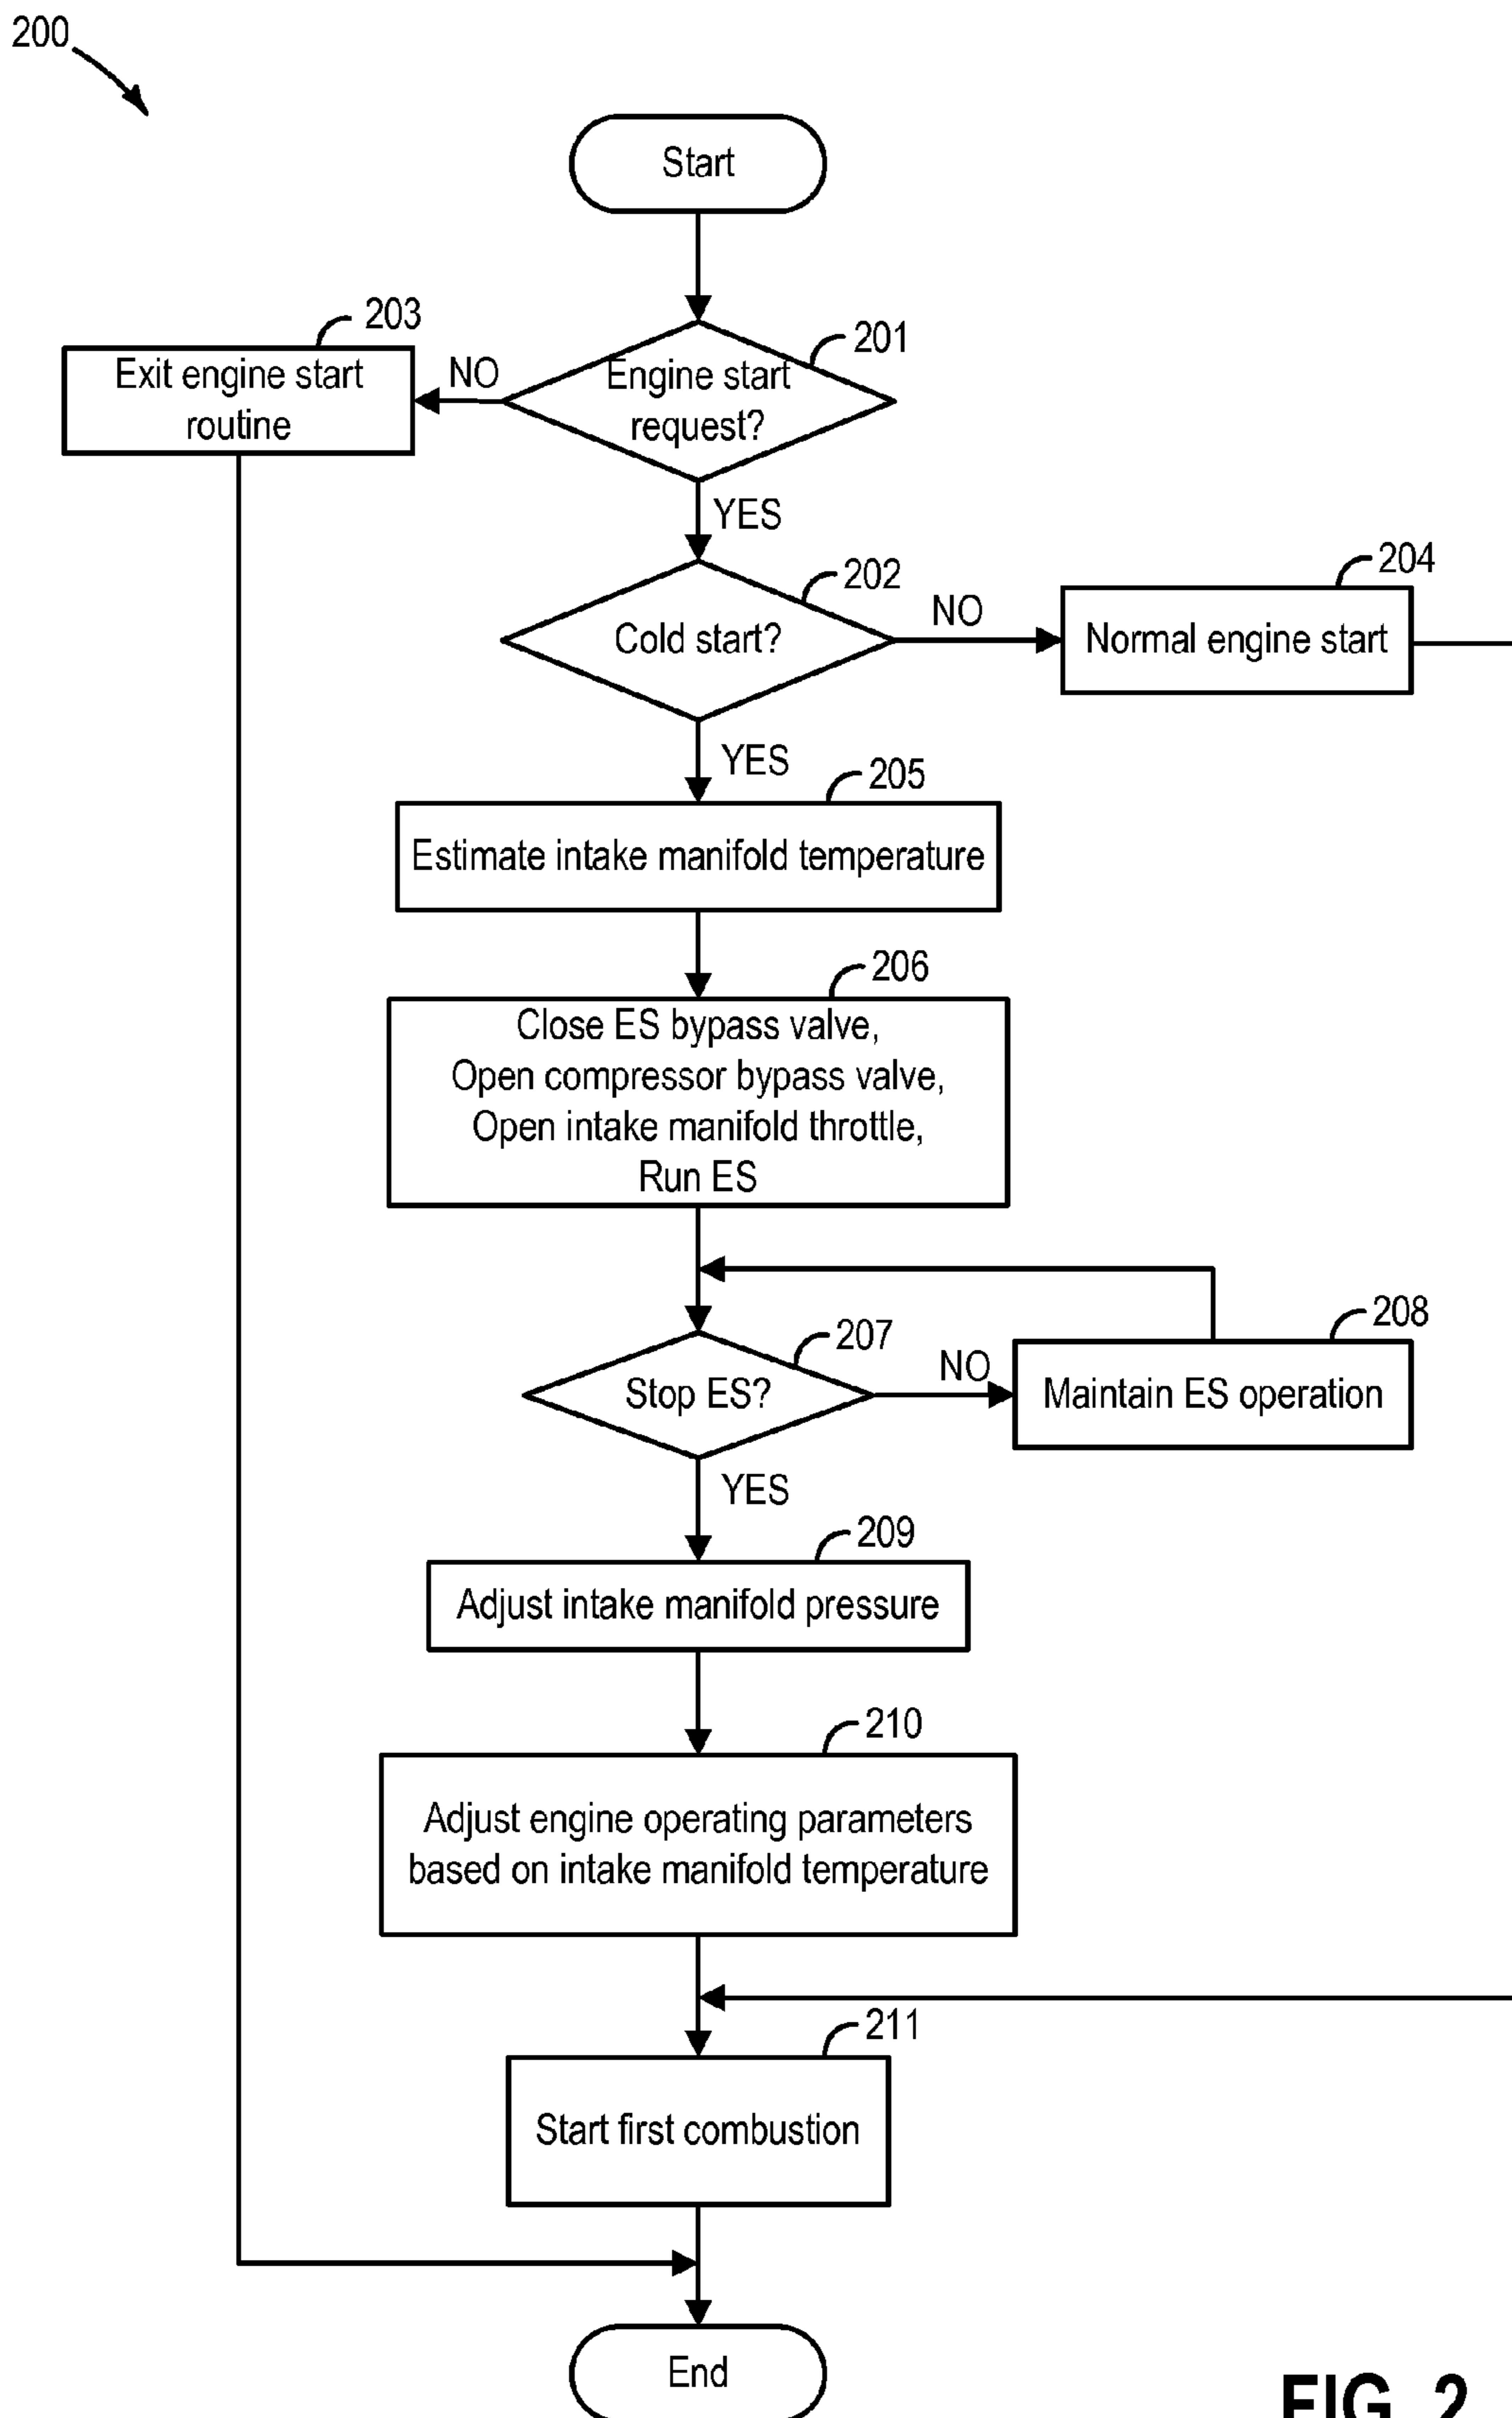 200
Start
203
Exit engine start
routine
NO
201
Engine start
request?
YES
202
Cold start?
NO
204
Normal engine start
YES
205
Estimate intake manifold temperature
206
Close ES bypass valve,
Open compressor bypass valve,
Open intake manifold throttle,
Run ES
207
Stop ES?
NO
208
Maintain ES operation
YES
209
Adjust intake manifold pressure
210
Adjust engine operating parameters
based on intake manifold temperature
211
Start first combustion
End
FIG. 2